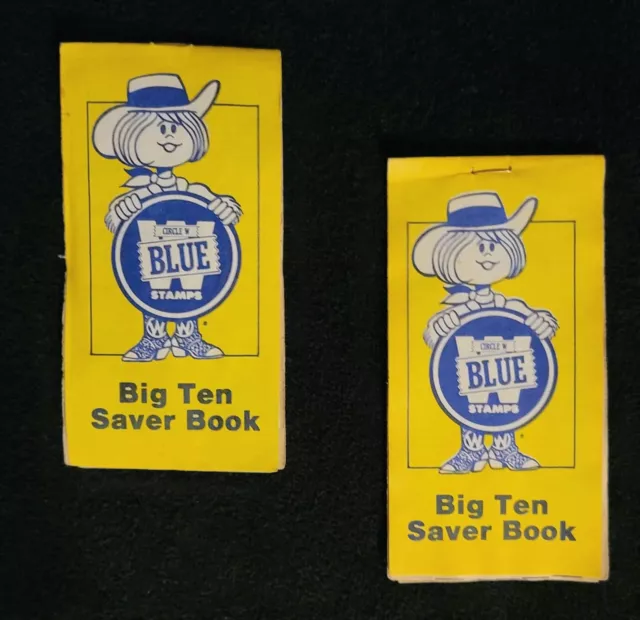 CIRCLE W
BLUE
STAMPS
Big Ten
Saver Book
CIRCLE W
BLUE
STAMPS
Big Ten
Saver Book